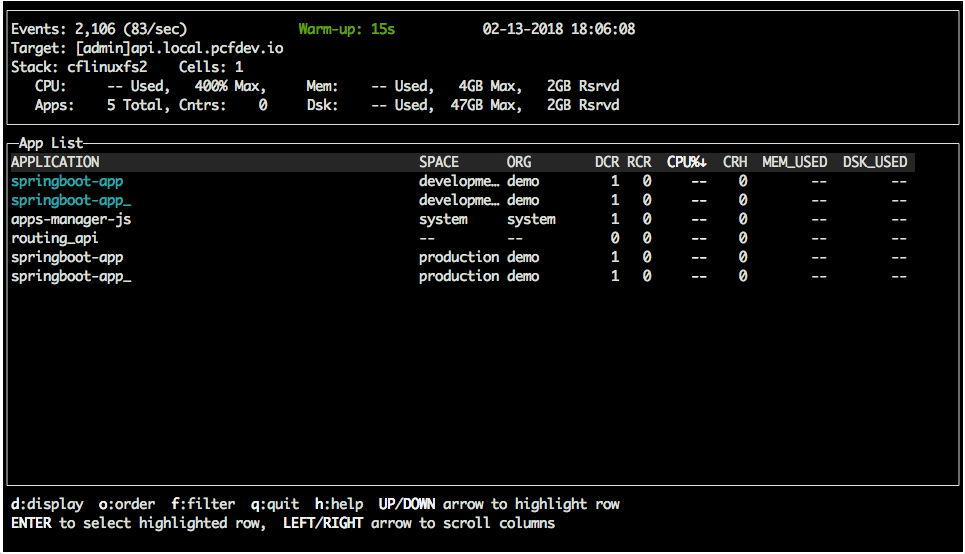 Events: 2,106 (83/sec) Warm-up: 15s 02-13-2018 18:06:08
Target: [admin]api.local.pcfdev.io
Stack: cflinuxfs2 Cells: 1
CPU: -- Used, 400% Max, Mem: -- Used, 4GB Max, 2GB Rsrvd
Apps: 5 Total, Cntrs: 0 Dsk: -- Used, 47GB Max, 2GB Rsrvd
App List
APPLICATION SPACE ORG DCR RCR CPU%↓ CRH MEM_USED DSK_USED
springboot-app developme… demo 1 0 -- 0 -- --
springboot-app_ developme… demo 1 0 -- 0 -- --
apps-manager-js system system 1 0 -- 0 -- --
routing_api -- -- 0 0 -- 0 -- --
springboot-app production demo 1 0 -- 0 -- --
springboot-app_ production demo 1 0 -- 0 -- --
d:display o:order f:filter q:quit h:help UP/DOWN arrow to highlight row
ENTER to select highlighted row, LEFT/RIGHT arrow to scroll columns